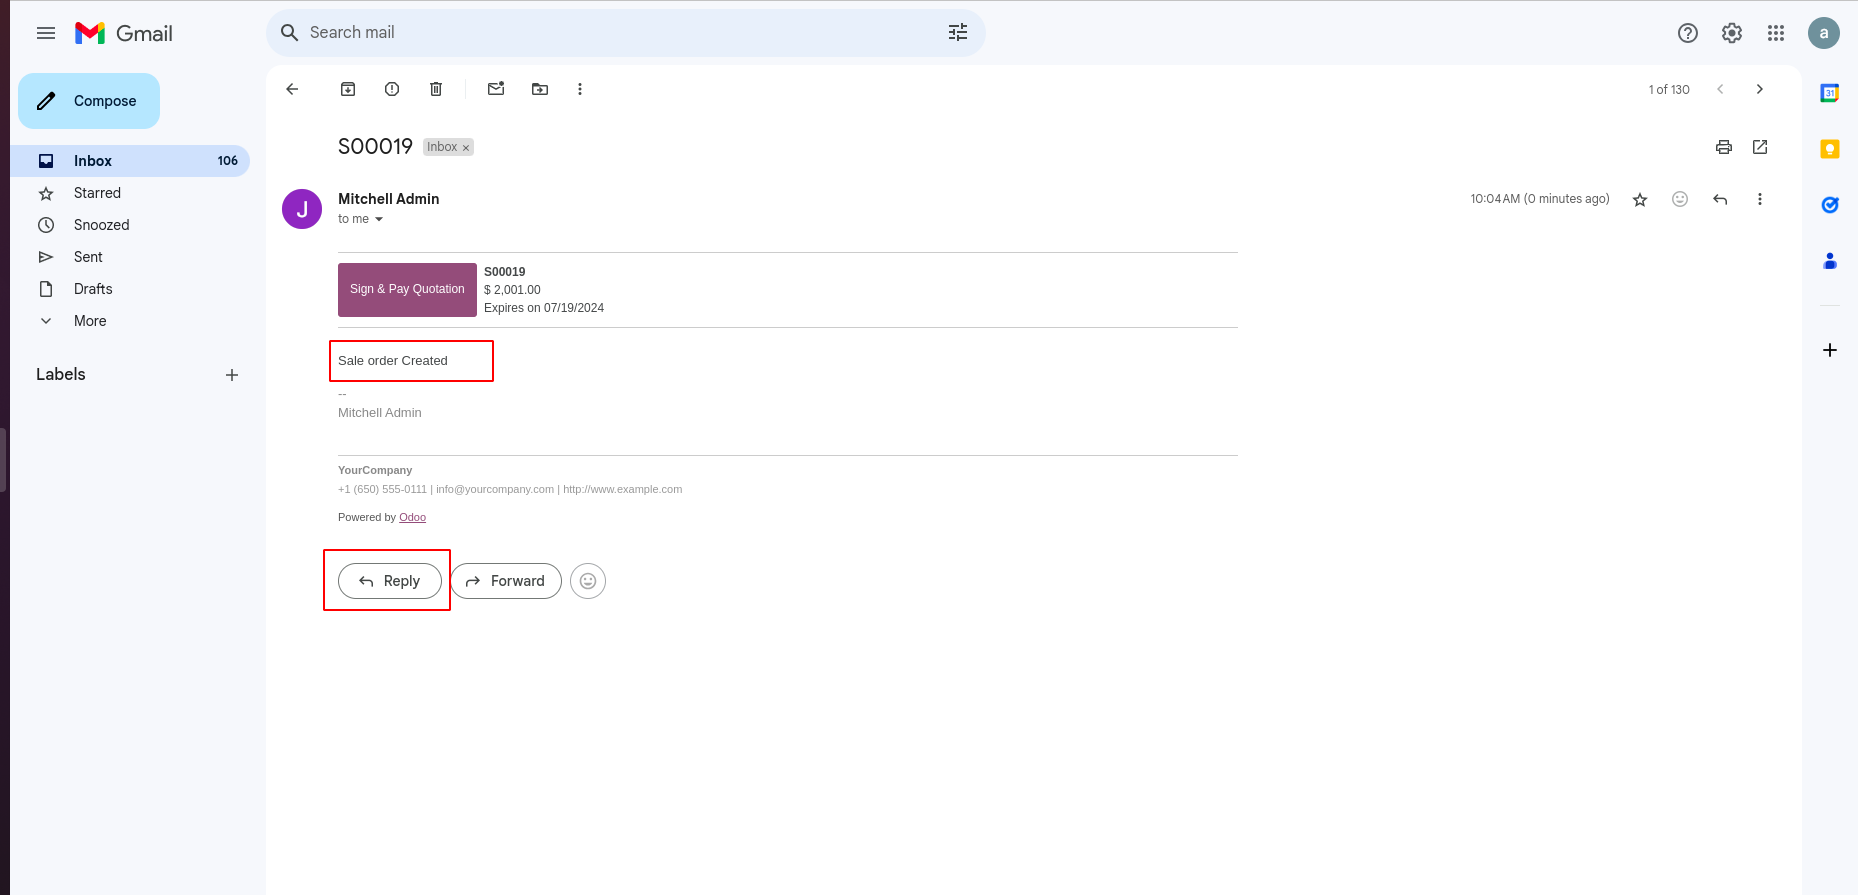 Gmail
Search mail
a
Compose
1 of 130
Inbox 106
S00019 Inbox ×
Starred
Snoozed
Sent
Drafts
More
Labels
J
Mitchell Admin
10:04 AM (0 minutes ago)
to me
Sign & Pay Quotation
S00019
$ 2,001.00
Expires on 07/19/2024
Sale order Created
--
Mitchell Admin
YourCompany
+1 (650) 555-0111 | info@yourcompany.com | http://www.example.com
Powered by Odoo
Reply
Forward
31